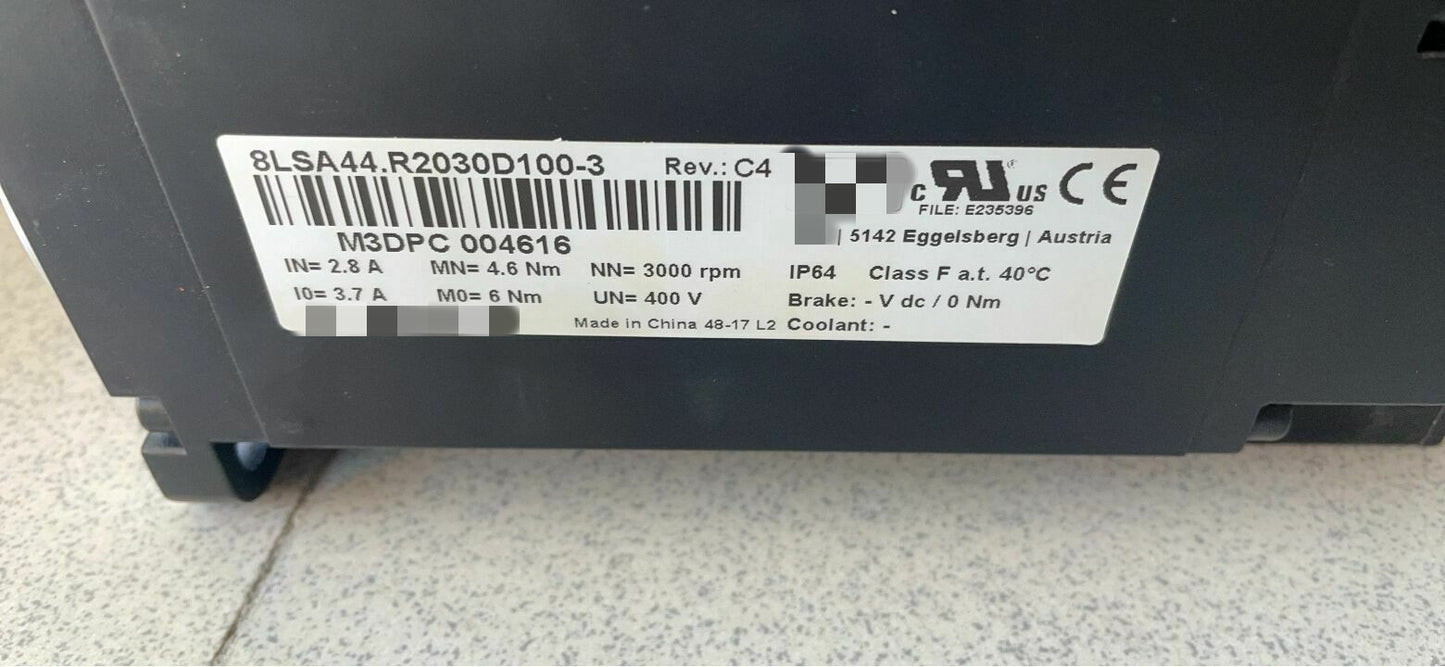 8LSA44.R2030D100-3 Rev.: C4
M3DPC 004616
IN= 2.8 A MN= 4.6 Nm NN= 3000 rpm
I0= 3.7 A M0= 6 Nm UN= 400 V
Made in China 48-17 L2
c RU US CE
FILE: E235396
| 5142 Eggelsberg | Austria
IP64 Class F a.t. 40°C
Brake: - V dc / 0 Nm
Coolant: -